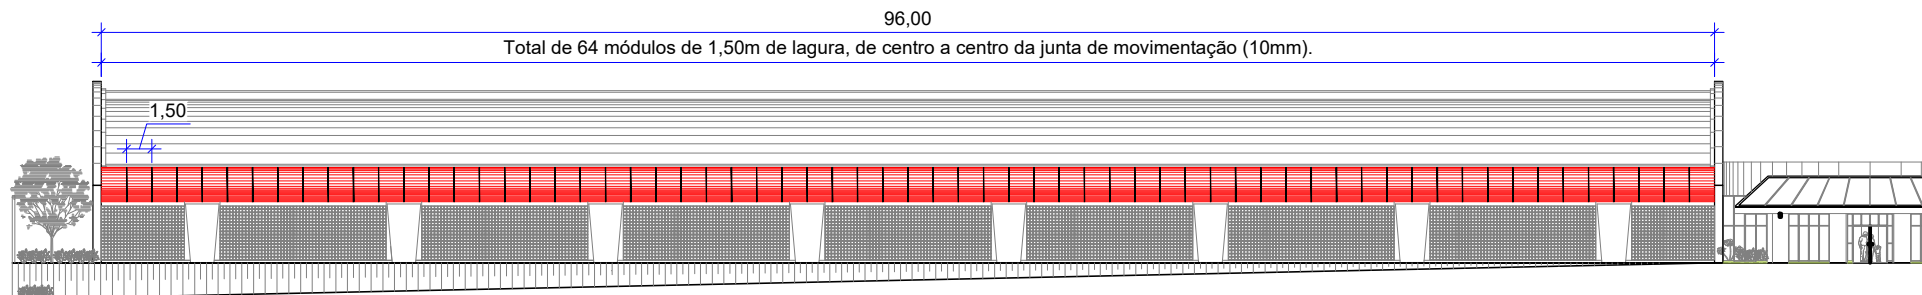 96,00
Total de 64 módulos de 1,50m de lagura, de centro a centro da junta de movimentação (10mm).
1,50